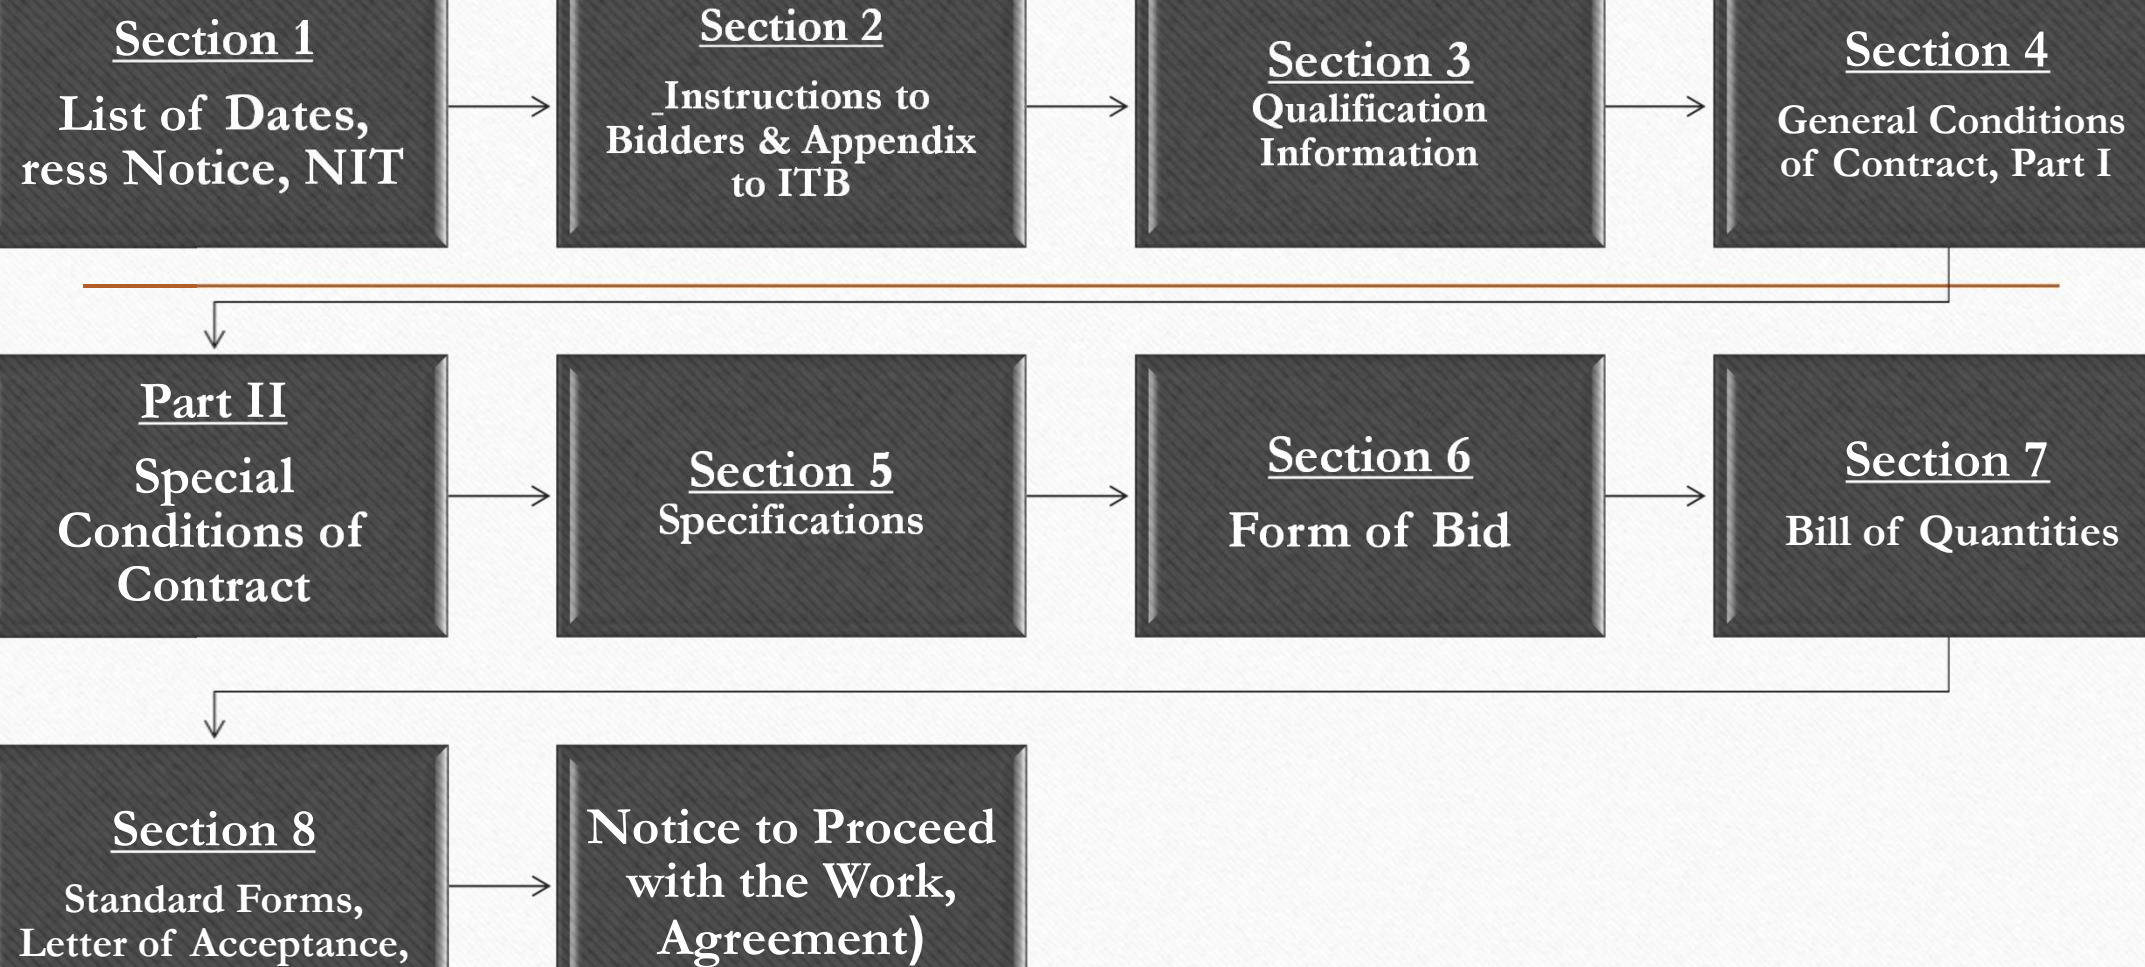 Section 1
List of Dates,
ress Notice, NIT
Section 2
_Instructions to
Bidders & Appendix
to ITB
Section 3
Qualification
Information
Section 4
General Conditions
of Contract, Part I
Part II
Special
Conditions of
Contract
Section 5
Specifications
Section 6
Form of Bid
Section 7
Bill of Quantities
Section 8
Standard Forms,
Letter of Acceptance,
Notice to Proceed
with the Work,
Agreement)